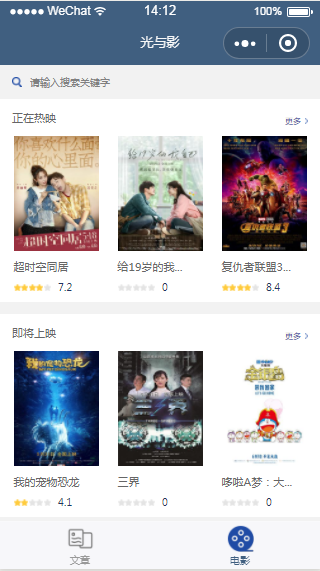 WeChat 14:12 100%
光与影
请输入搜索关键字
正在热映 更多
超时空同居 给19岁的我... 复仇者联盟3...
7.2 0 8.4
即将上映 更多
我的宠物恐龙 三界 哆啦A梦：大...
4.1 0 0
文章 电影